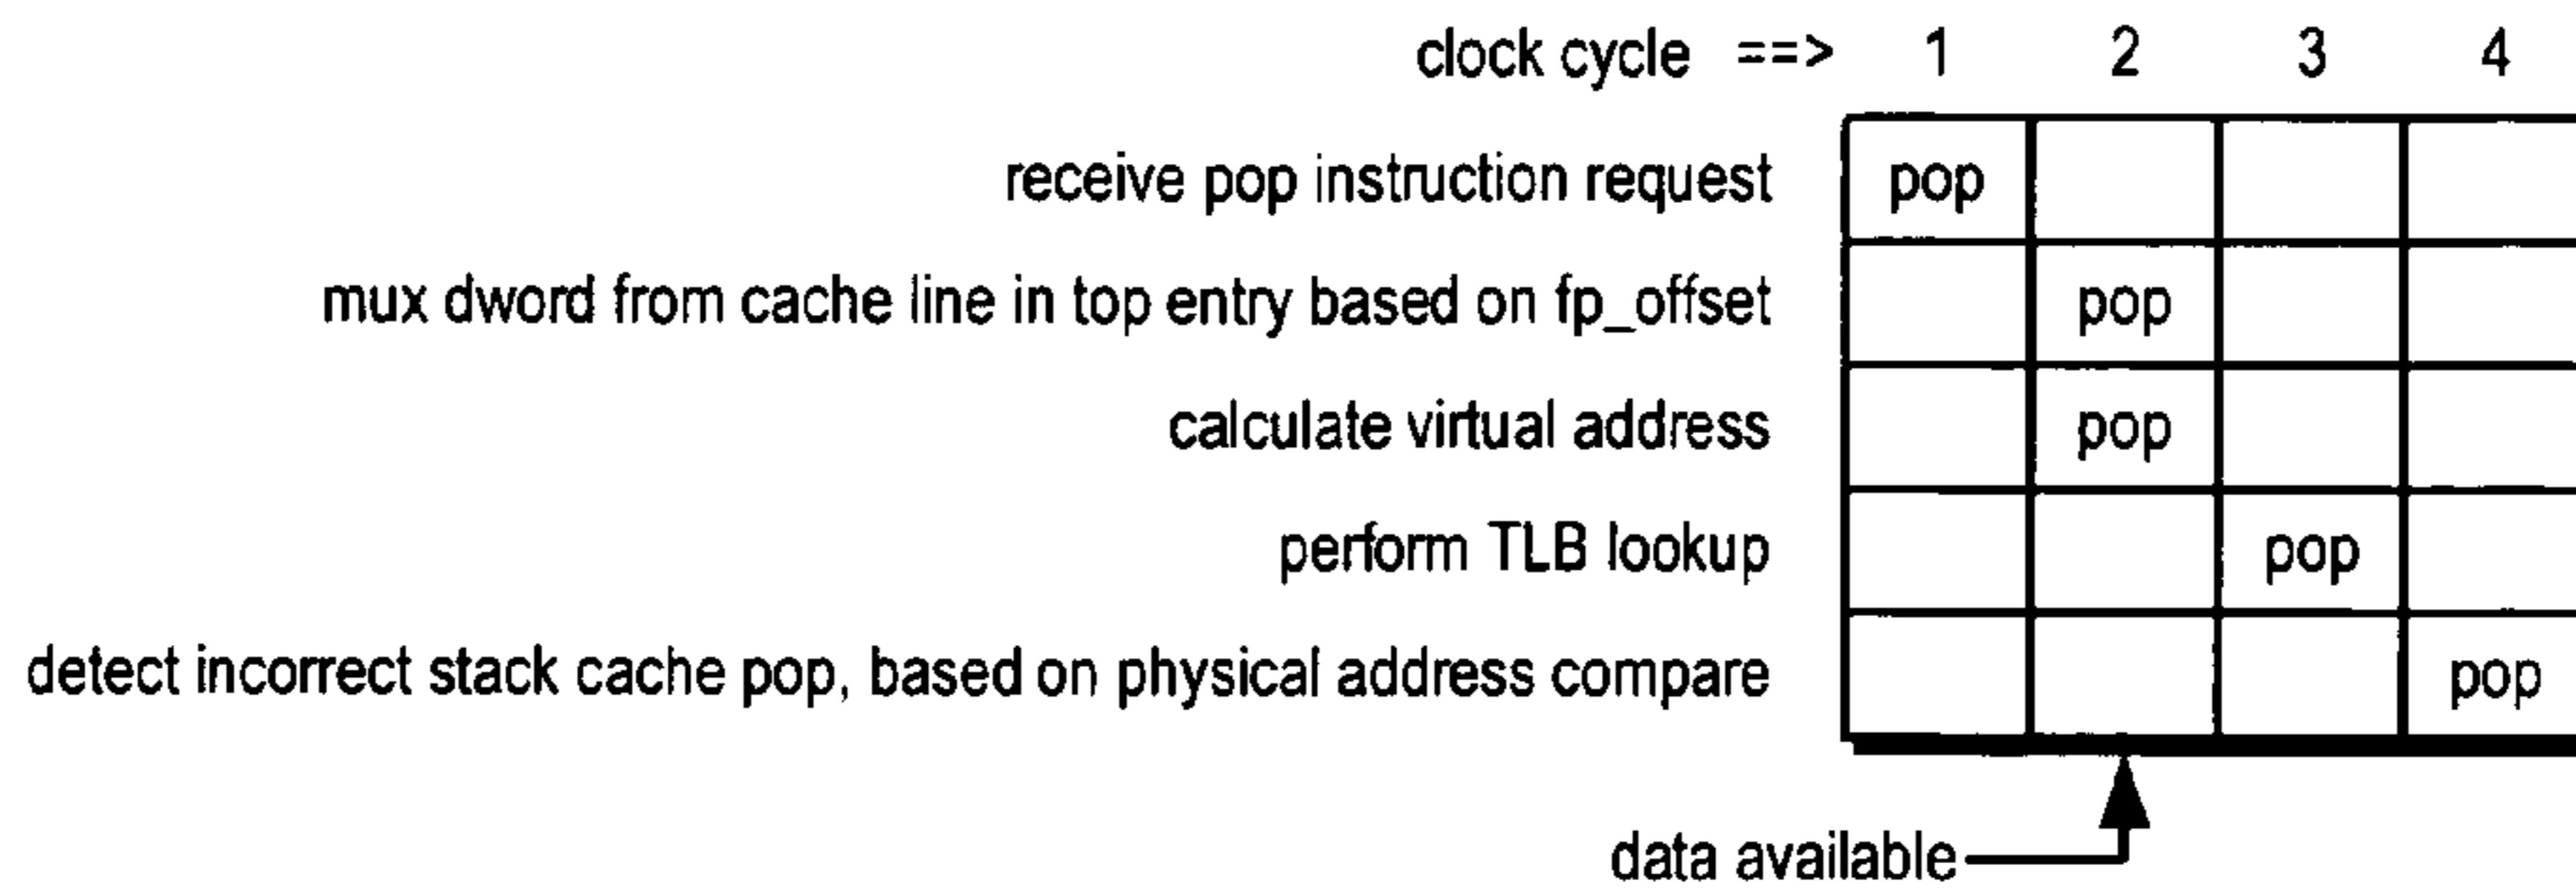 clock cycle ==> 1 2 3 4
receive pop instruction request pop
mux dword from cache line in top entry based on fp_offset pop
calculate virtual address pop
perform TLB lookup pop
detect incorrect stack cache pop, based on physical address compare pop
data available